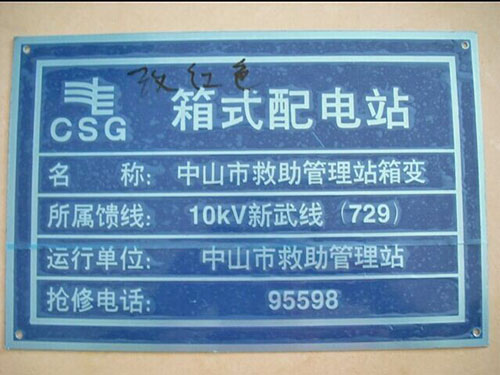 玫红色
箱式配电站
CSG
名 称： 中山市救助管理站箱变
所属馈线： 10kV新武线（729）
运行单位： 中山市救助管理站
抢修电话： 95598